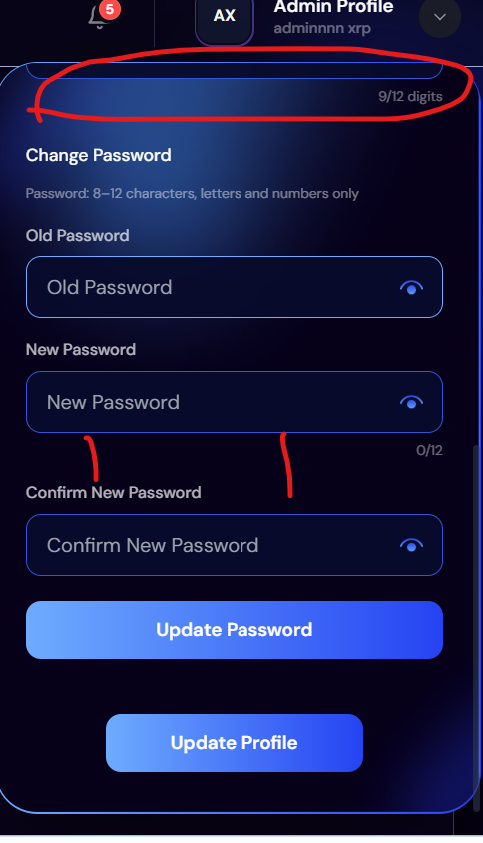 5
AX
Admin Profile
adminnnn xrp
9/12 digits
Change Password
Password: 8–12 characters, letters and numbers only
Old Password
Old Password
New Password
New Password
0/12
Confirm New Password
Confirm New Password
Update Password
Update Profile